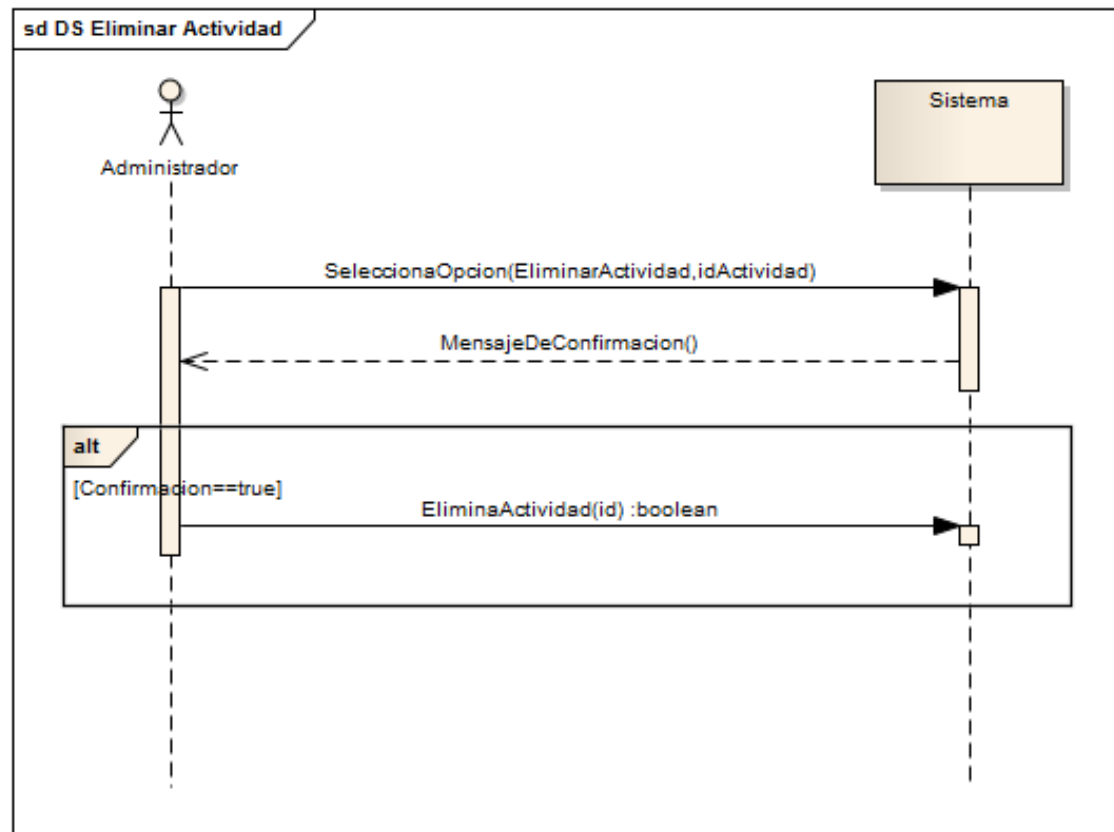 sd DS Eliminar Actividad
Administrador
Sistema
SeleccionaOpcion(EliminarActividad,idActividad)
MensajeDeConfirmacion()
alt
[Confirmacion==true]
EliminaActividad(id) :boolean